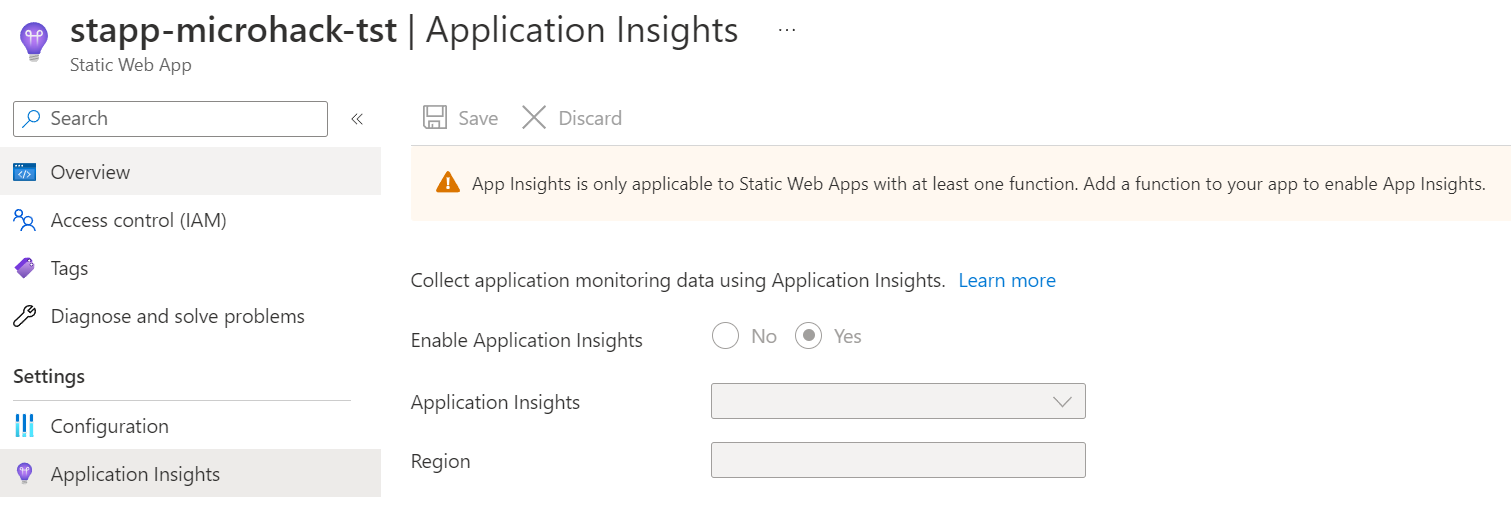 stapp-microhack-tst | Application Insights ...
Static Web App
Search
«
Save
Discard
Overview
App Insights is only applicable to Static Web Apps with at least one function. Add a function to your app to enable App Insights.
Access control (IAM)
Tags
Collect application monitoring data using Application Insights. Learn more
Diagnose and solve problems
Enable Application Insights
No
Yes
Settings
Application Insights
Configuration
Region
Application Insights